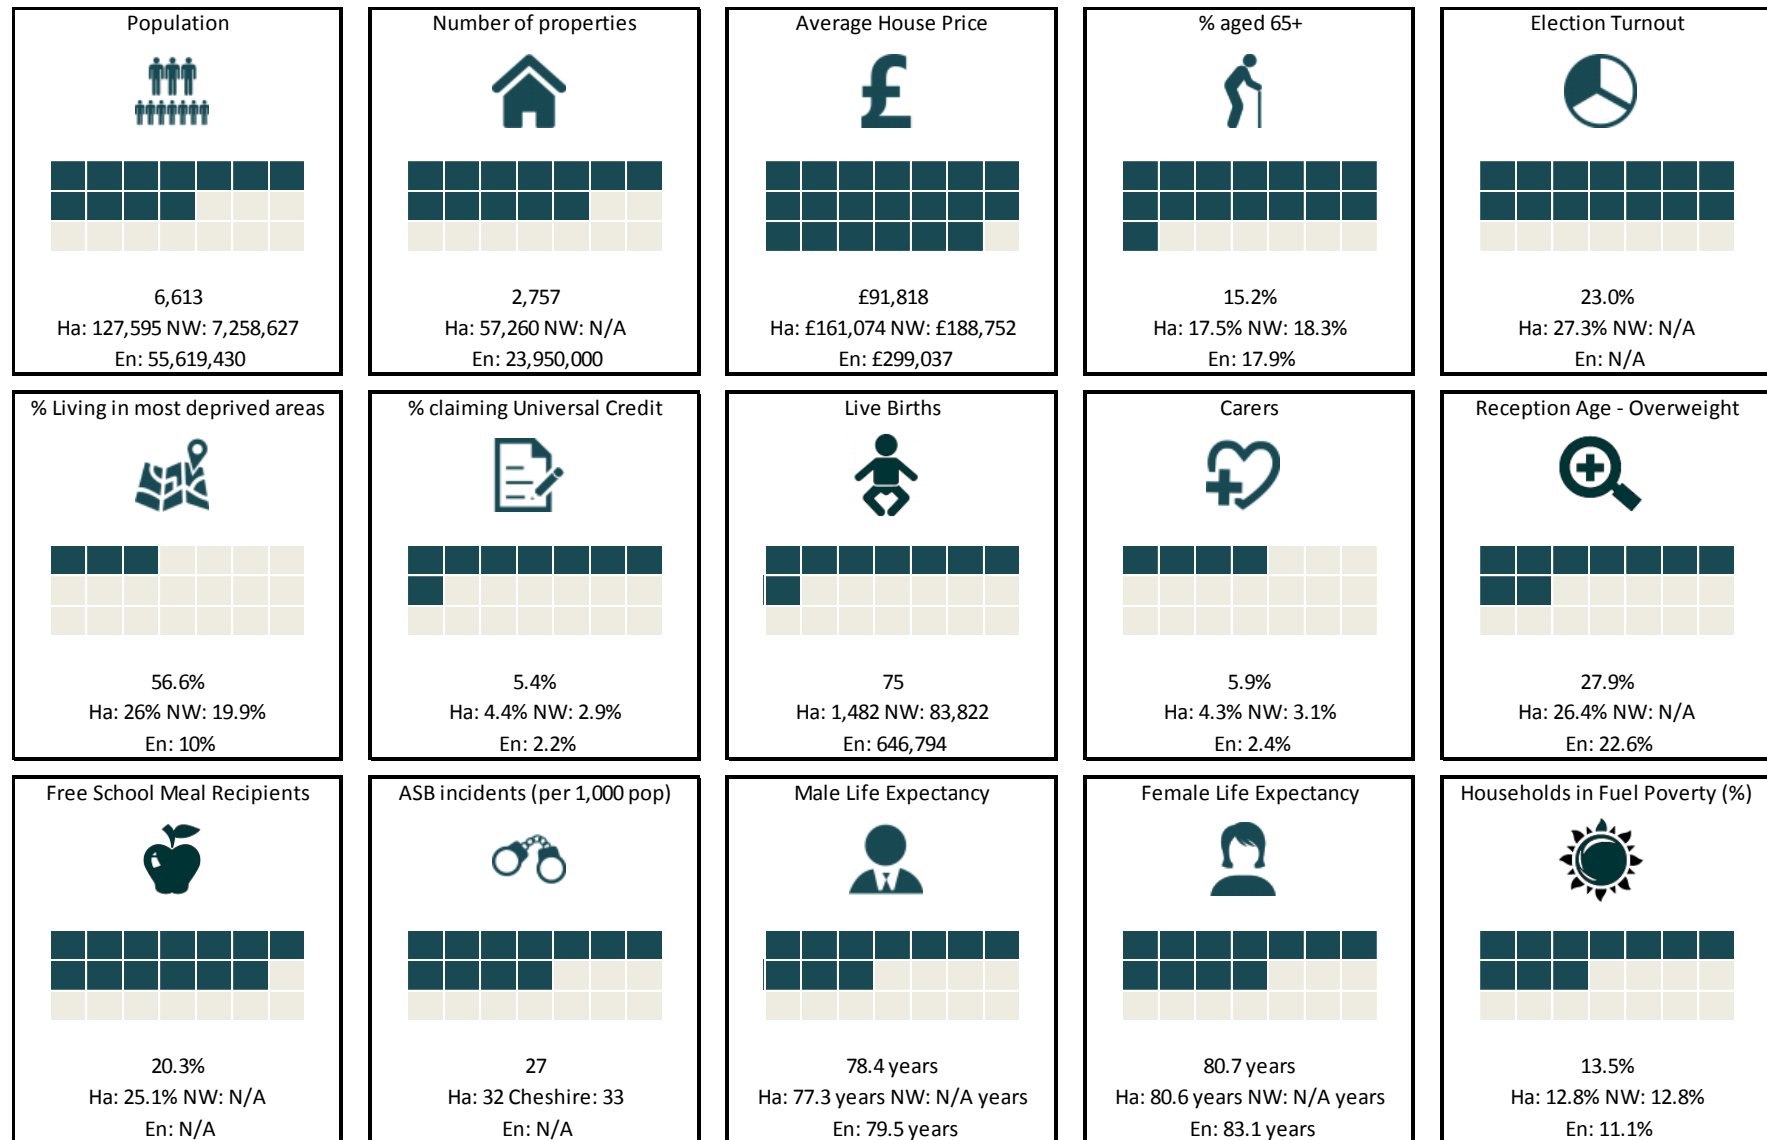 Population
6,613
Ha: 127,595 NW: 7,258,627
En: 55,619,430
Number of properties
2,757
Ha: 57,260 NW: N/A
En: 23,950,000
Average House Price
£91,818
Ha: £161,074 NW: £188,752
En: £299,037
% aged 65+
15.2%
Ha: 17.5% NW: 18.3%
En: 17.9%
Election Turnout
23.0%
Ha: 27.3% NW: N/A
En: N/A
% Living in most deprived areas
56.6%
Ha: 26% NW: 19.9%
En: 10%
% claiming Universal Credit
5.4%
Ha: 4.4% NW: 2.9%
En: 2.2%
Live Births
75
Ha: 1,482 NW: 83,822
En: 646,794
Carers
5.9%
Ha: 4.3% NW: 3.1%
En: 2.4%
Reception Age - Overweight
27.9%
Ha: 26.4% NW: N/A
En: 22.6%
Free School Meal Recipients
20.3%
Ha: 25.1% NW: N/A
En: N/A
ASB incidents (per 1,000 pop)
27
Ha: 32 Cheshire: 33
En: N/A
Male Life Expectancy
78.4 years
Ha: 77.3 years NW: N/A years
En: 79.5 years
Female Life Expectancy
80.7 years
Ha: 80.6 years NW: N/A years
En: 83.1 years
Households in Fuel Poverty (%)
13.5%
Ha: 12.8% NW: 12.8%
En: 11.1%